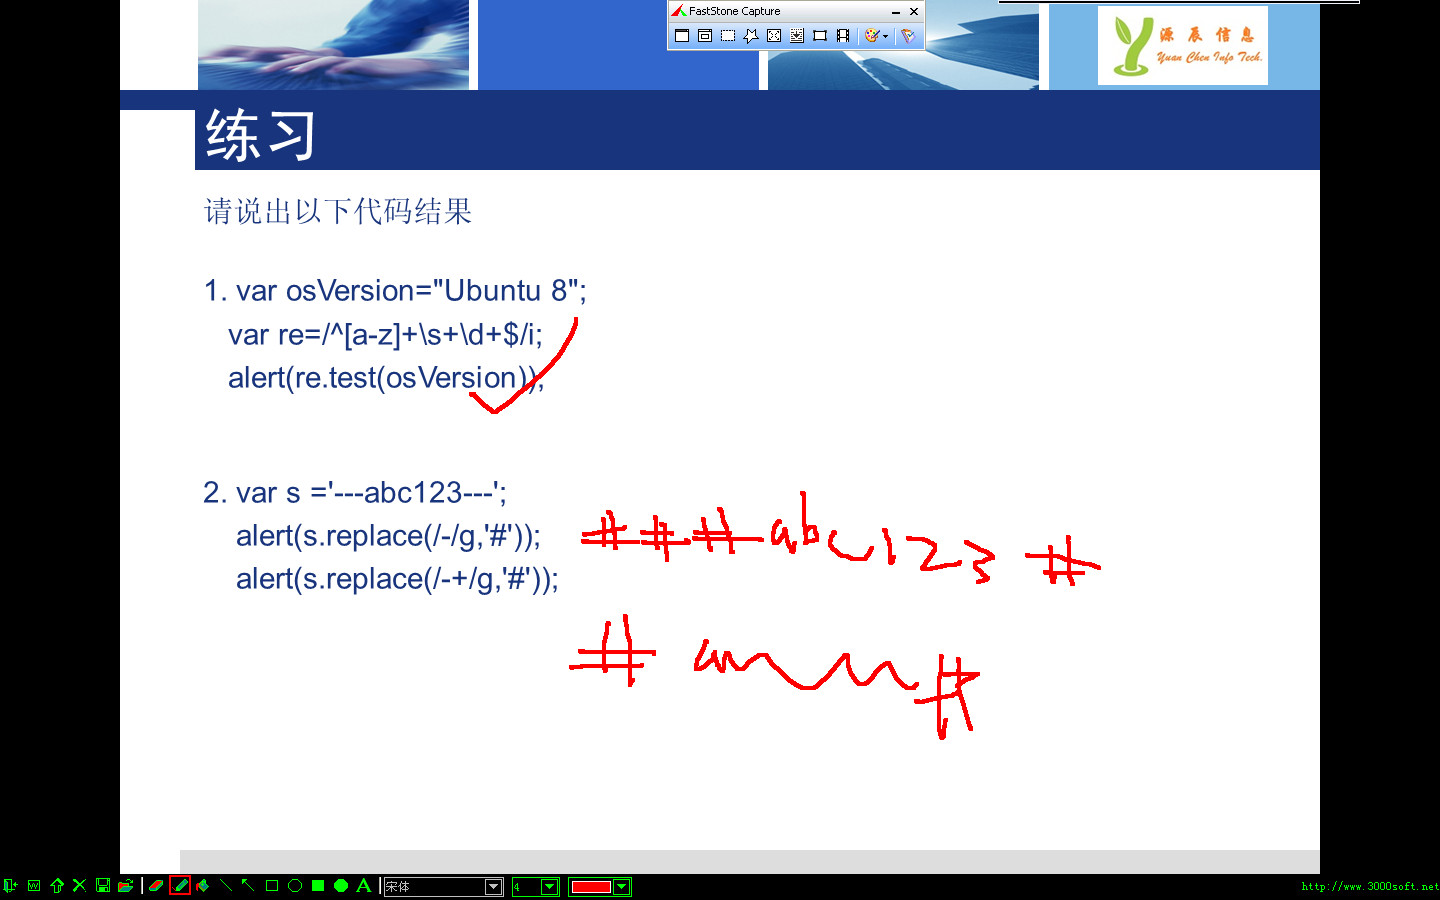 FastStone Capture
源辰信息
Yuan Chen Info Tech.
练习
请说出以下代码结果
1. var osVersion="Ubuntu 8";
var re=/^[a-z]+\s+\d+$/i;
alert(re.test(osVersion));
2. var s ='---abc123---';
alert(s.replace(/-/g,'#'));
###abc123 #
alert(s.replace(/-+/g,'#'));
宋体
4
http://www.3000soft.net